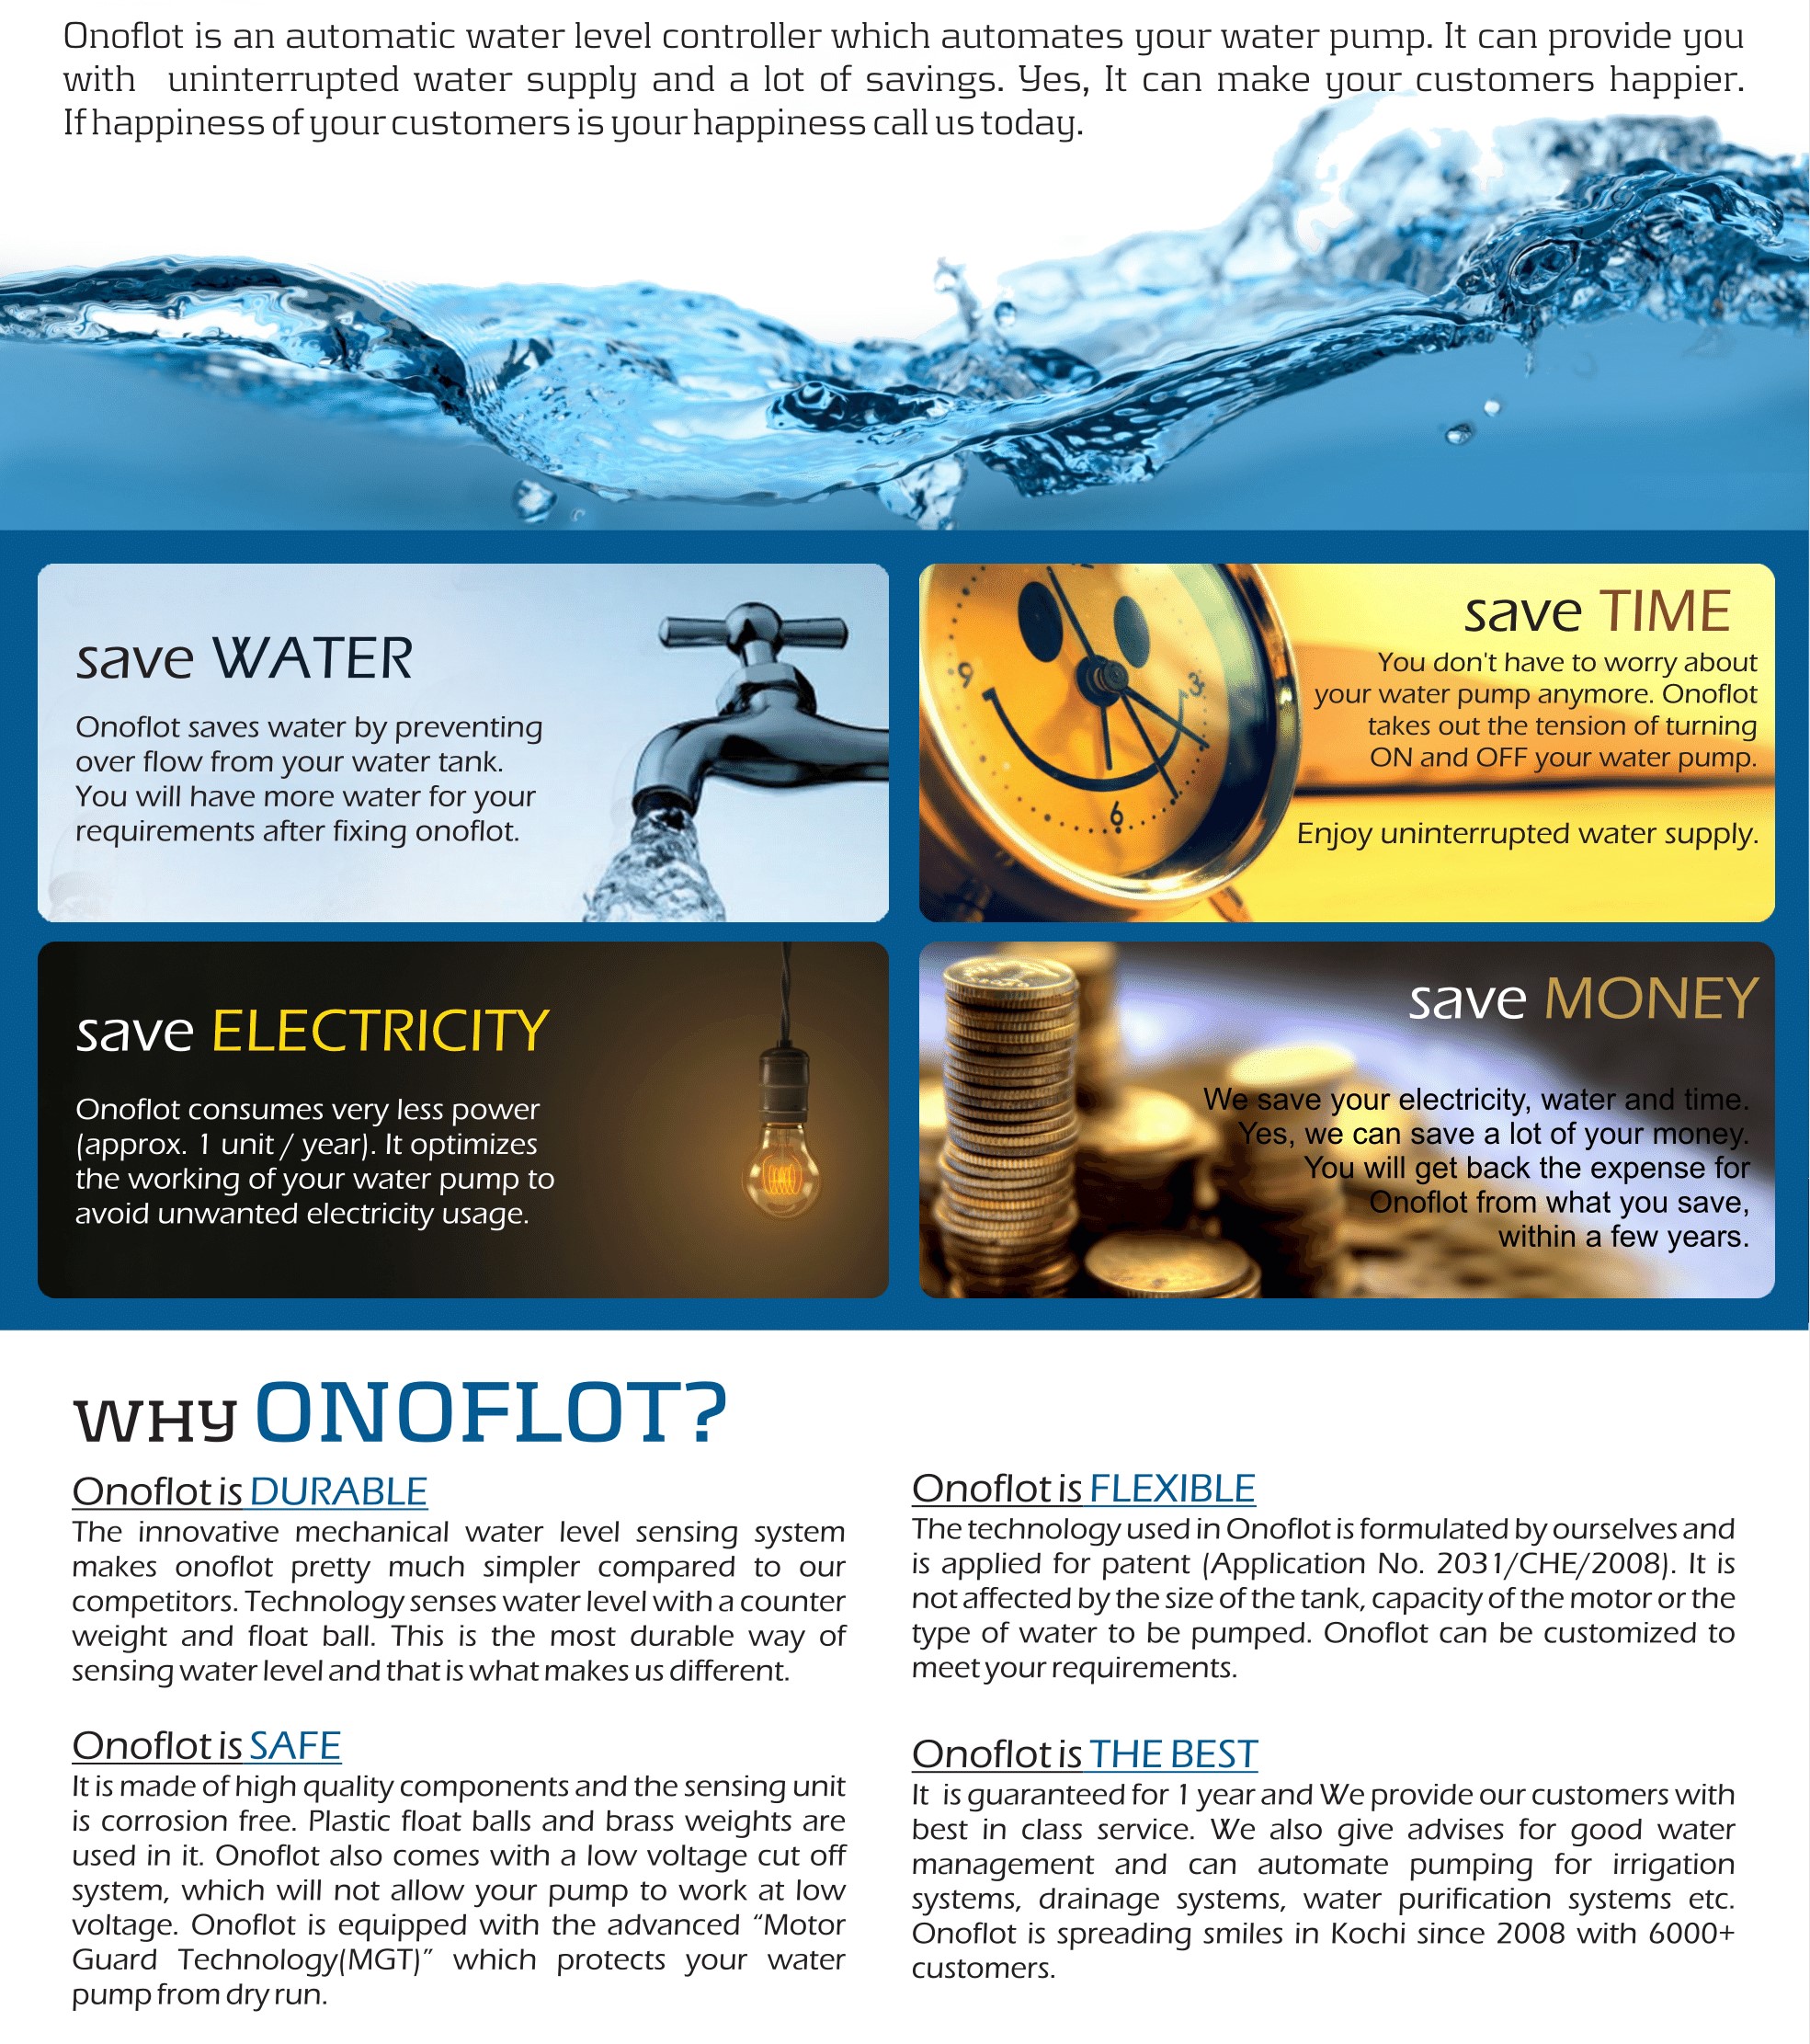 Onoflot is an automatic water level controller which automates your water pump. It can provide you
with uninterrupted water supply and a lot of savings. Yes, It can make your customers happier.
If happiness of your customers is your happiness call us today.
save WATER
Onoflot saves water by preventing
over flow from your water tank.
You will have more water for your
requirements after fixing onoflot.
9
3
6
save TIME
You don't have to worry about
your water pump anymore. Onoflot
takes out the tension of turning
ON and OFF your water pump.
Enjoy uninterrupted water supply.
save ELECTRICITY
Onoflot consumes very less power
(approx. 1 unit / year). It optimizes
the working of your water pump to
avoid unwanted electricity usage.
save MONEY
We save your electricity, water and time.
Yes, we can save a lot of your money.
You will get back the expense for
Onoflot from what you save,
within a few years.
WHY ONOFLOT?
Onoflot is DURABLE
The innovative mechanical water level sensing system
makes onoflot pretty much simpler compared to our
competitors. Technology senses water level with a counter
weight and float ball. This is the most durable way of
sensing water level and that is what makes us different.
Onoflot is SAFE
It is made of high quality components and the sensing unit
is corrosion free. Plastic float balls and brass weights are
used in it. Onoflot also comes with a low voltage cut off
system, which will not allow your pump to work at low
voltage. Onoflot is equipped with the advanced “Motor
Guard Technology(MGT)” which protects your water
pump from dry run.
Onoflot is FLEXIBLE
The technology used in Onoflot is formulated by ourselves and
is applied for patent (Application No. 2031/CHE/2008). It is
not affected by the size of the tank, capacity of the motor or the
type of water to be pumped. Onoflot can be customized to
meet your requirements.
Onoflot is THE BEST
It is guaranteed for 1 year and We provide our customers with
best in class service. We also give advises for good water
management and can automate pumping for irrigation
systems, drainage systems, water purification systems etc.
Onoflot is spreading smiles in Kochi since 2008 with 6000+
customers.